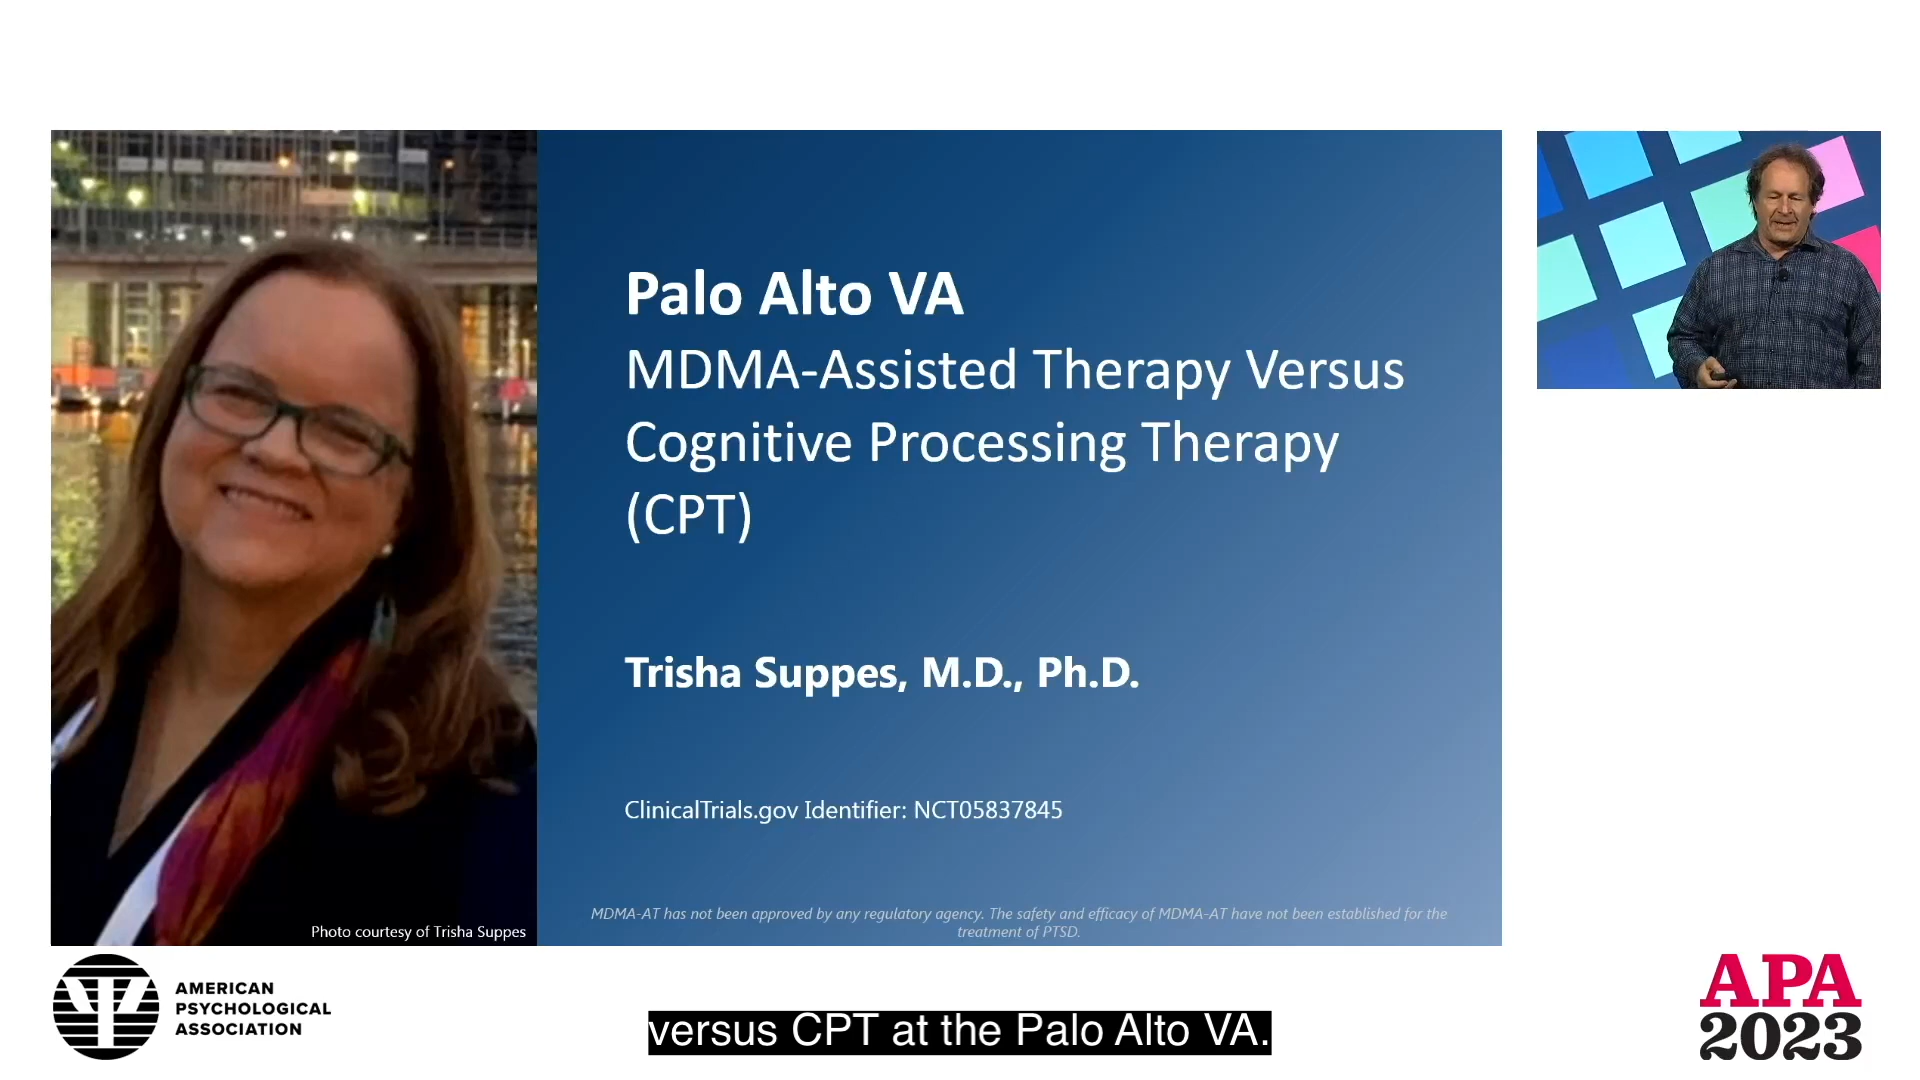 Palo Alto VA
MDMA-Assisted Therapy Versus
Cognitive Processing Therapy
(CPT)
Trisha Suppes, M.D., Ph.D.
ClinicalTrials.gov Identifier: NCT05837845
MDMA-AT has not been approved by any regulatory agency. The safety and efficacy of MDMA-AT have not been established for the
treatment of PTSD.
Photo courtesy of Trisha Suppes
AMERICAN
PSYCHOLOGICAL
ASSOCIATION
versus CPT at the Palo Alto VA.
APA
2023